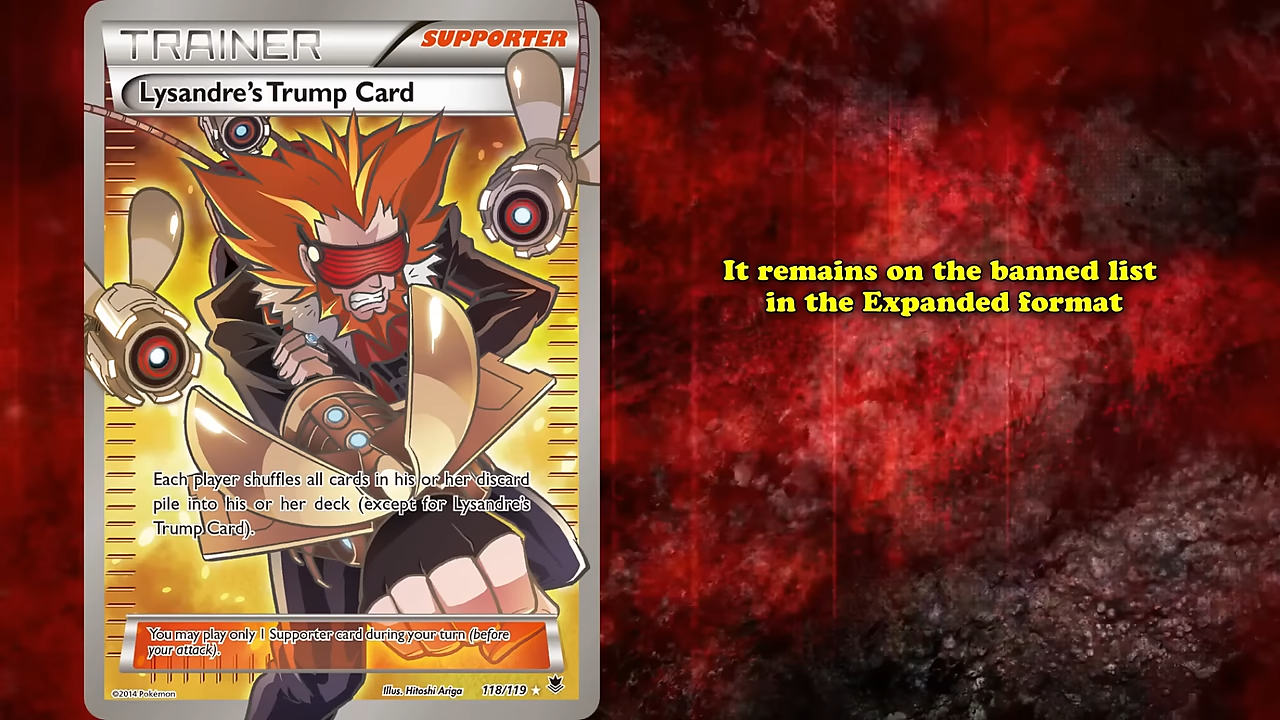 TRAINER
SUPPORTER
Lysandre's Trump Card
Each player shuffles all cards in his or her discard
pile into his or her deck (except for Lysandre's
Trump Card).
You may play only 1 Supporter card during your turn (before
your attack).
©2014 Pokémon
Illus. Hitoshi Ariga
118/119
It remains on the banned list
in the Expanded format